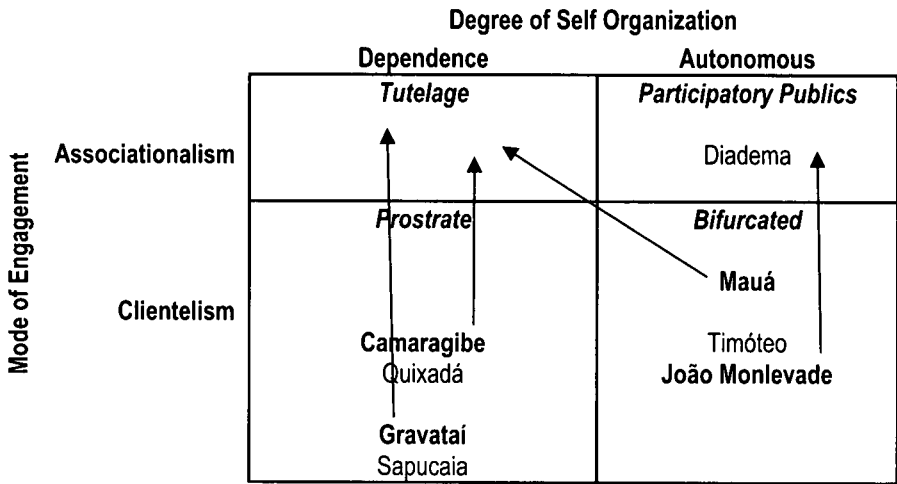 Degree of Self Organization
Dependence Autonomous
Tutelage Participatory Publics
Mode of Engagement
Associationalism Diadema
Prostrate Bifurcated
Mauá
Clientelism
Camaragibe Timóteo
Quixadá João Monlevade
Gravataí
Sapucaia